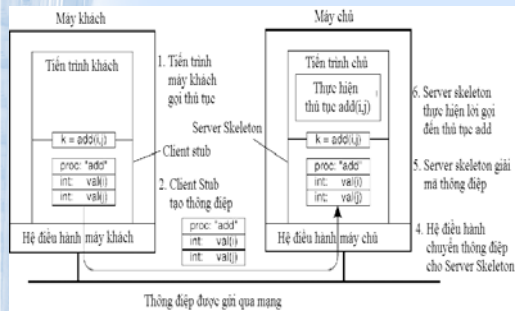 Máy khách
Máy chủ
Tiến trình khách
1. Tiến trình
máy khách
gọi thủ tục
Tiến trình chủ
Thực hiện
thủ tục add(i,j)
6. Server skeleton
thực hiện lời gọi
đến thủ tục add
Server Skeleton
k = add(i,j)
k = add(i,j)
Client stub
proc: "add"
int: val(i)
int: val(j)
2. Client Stub
tạo thông điệp
proc: "add"
int: val(i)
int: val(j)
5. Server skeleton giải
mã thông điệp
proc: "add"
int: val(i)
int: val(j)
Hệ điều hành máy khách
Hệ điều hành máy chủ
4. Hệ điều hành
chuyển thông điệp
cho Server Skeleton
Thông điệp được gửi qua mạng